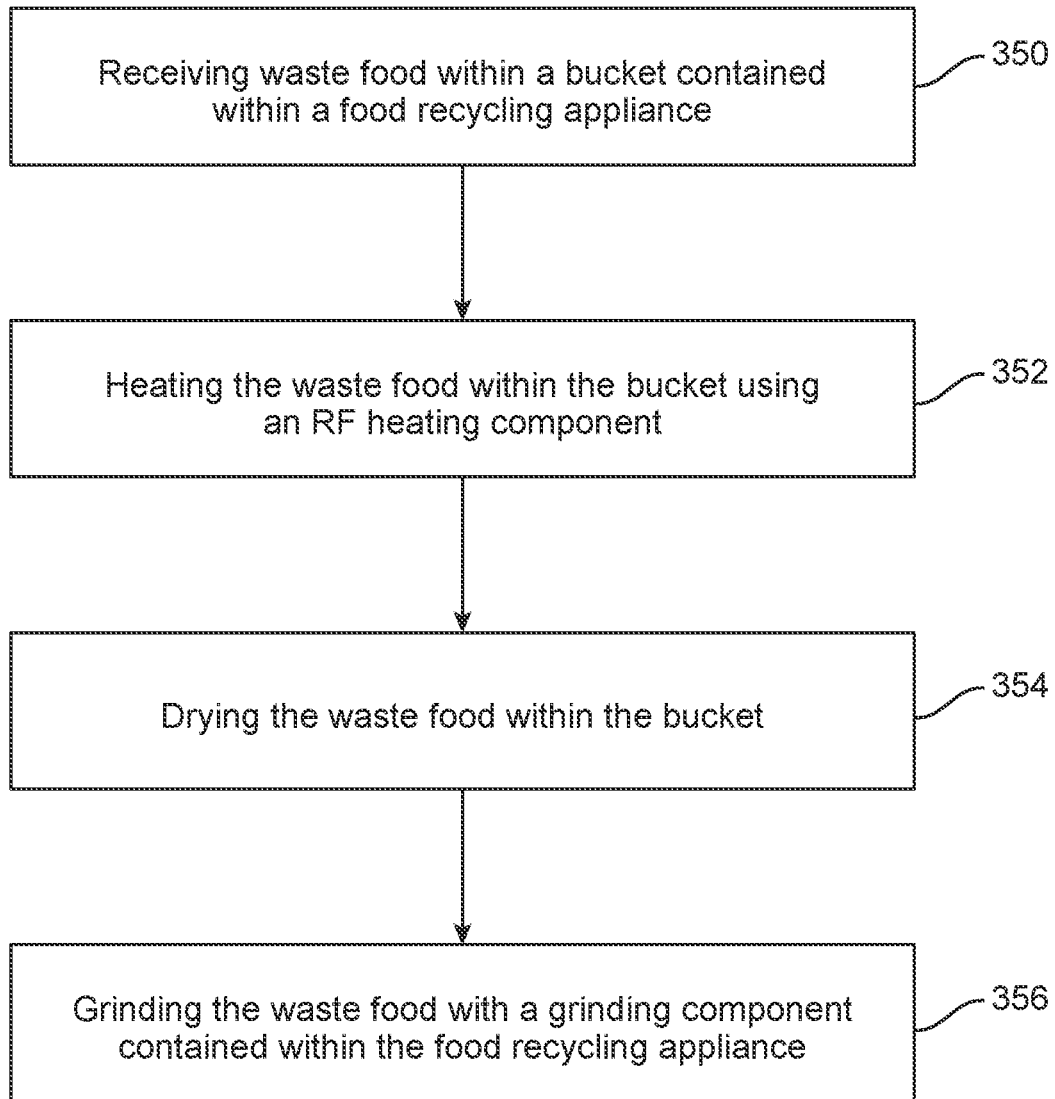 Receiving waste food within a bucket contained
within a food recycling appliance
350
Heating the waste food within the bucket using
an RF heating component
352
Drying the waste food within the bucket
354
Grinding the waste food with a grinding component
contained within the food recycling appliance
356